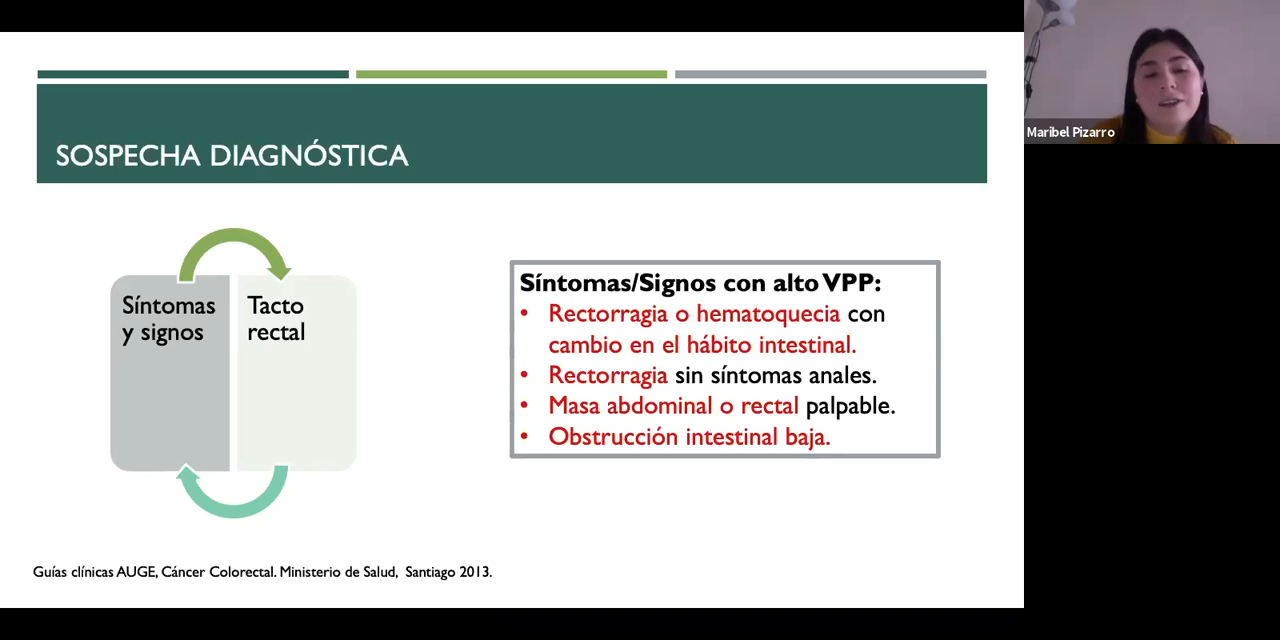 SOSPECHA DIAGNÓSTICA
Síntomas
y signos
Tacto
rectal
Síntomas/Signos con alto VPP:
• Rectorragia o hematoquecia con
cambio en el hábito intestinal.
• Rectorragia sin síntomas anales.
• Masa abdominal o rectal palpable.
• Obstrucción intestinal baja.
Guías clínicas AUGE, Cáncer Colorectal. Ministerio de Salud, Santiago 2013.
Maribel Pizarro